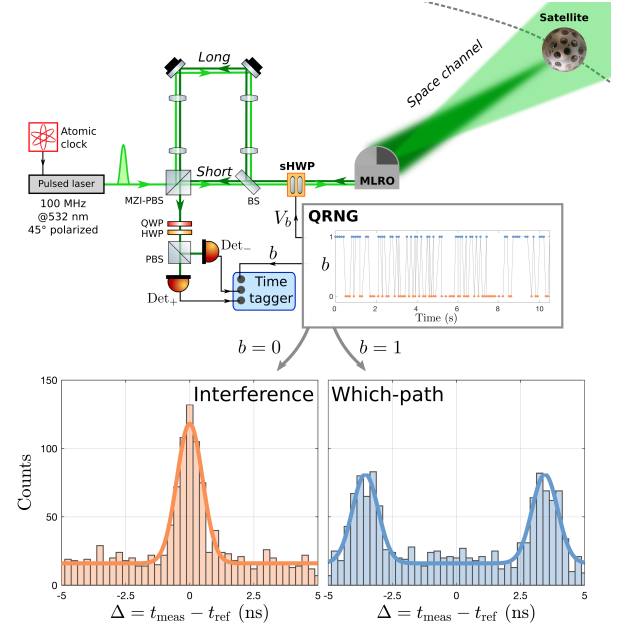 Satellite
Long
Space channel
Atomic
clock
Short
sHWP
Pulsed laser
MZI-PBS
BS
MLRO
100 MHz
@532 nm
45° polarized
QWP
HWP
PBS
Det₋
Det₊
V_b
b
Time
tagger
QRNG
1
b
0
0 2 4 6 8 10
Time (s)
b = 0
b = 1
Interference
Which-path
150
100
50
0
Counts
-5 -2.5 0 2.5 5
-5 -2.5 0 2.5 5
Δ = t_meas − t_ref (ns)
Δ = t_meas − t_ref (ns)